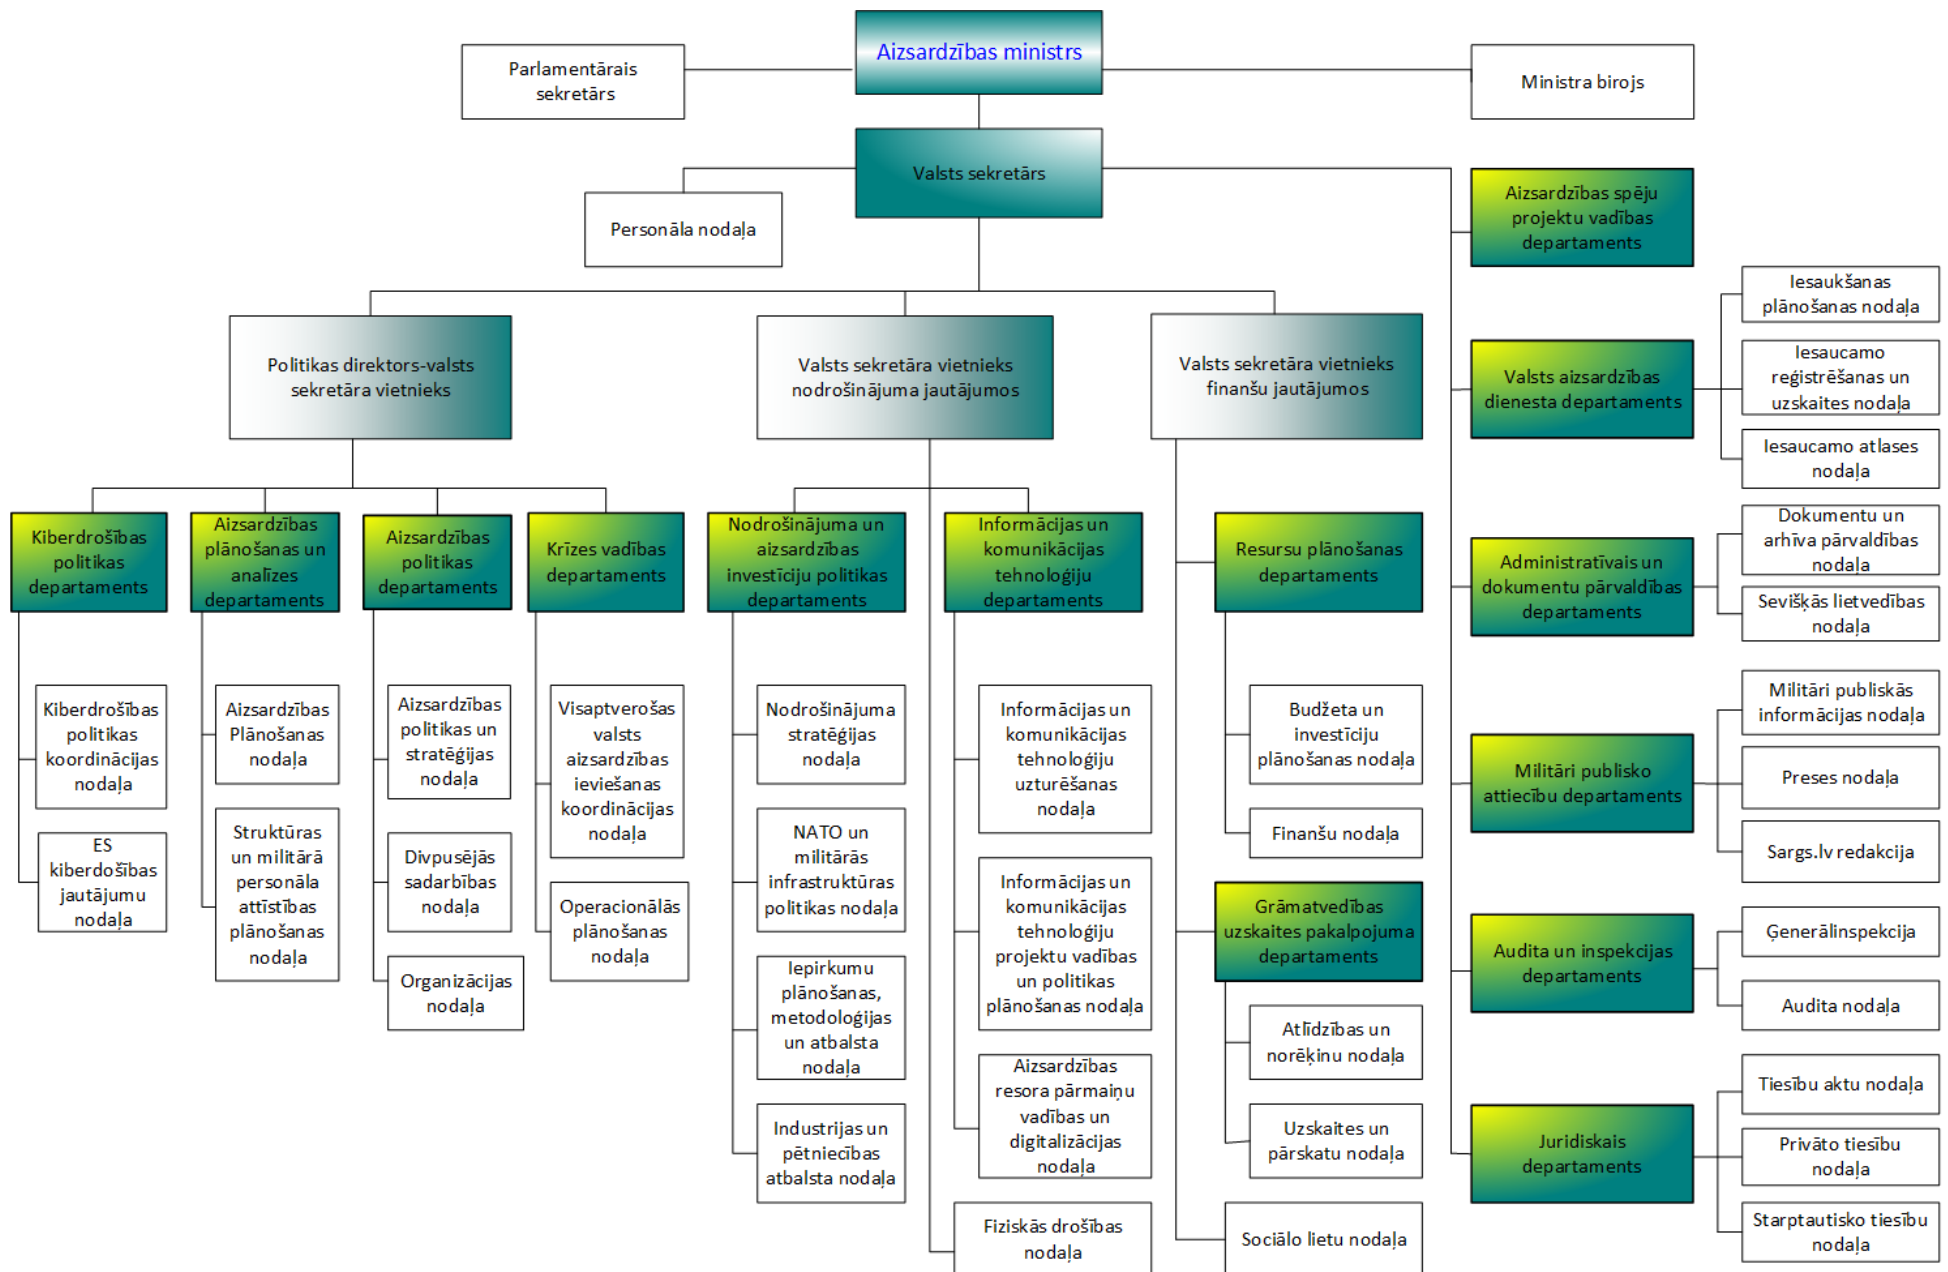 Aizsardzības ministrs
Parlamentārais
sekretārs
Ministra birojs
Valsts sekretārs
Personāla nodaļa
Politikas direktors-valsts
sekretāra vietnieks
Valsts sekretāra vietnieks
nodrošinājuma jautājumos
Valsts sekretāra vietnieks
finanšu jautājumos
Kiberdrošības
politikas
departaments
Kiberdrošības
politikas
koordinācijas
nodaļa
ES
kiberdošības
jautājumu
nodaļa
Aizsardzības
plānošanas un
analīzes
departaments
Aizsardzības
Plānošanas
nodaļa
Struktūras
un militārā
personāla
attīstības
plānošanas
nodaļa
Aizsardzības
politikas
departaments
Aizsardzības
politikas un
stratēģijas
nodaļa
Divpusējās
sadarbības
nodaļa
Organizācijas
nodaļa
Krīzes vadības
departaments
Visaptverošas
valsts
aizsardzības
ieviešanas
koordinācijas
nodaļa
Operacionālās
plānošanas
nodaļa
Nodrošinājuma un
aizsardzības
investīciju politikas
departaments
Nodrošinājuma
stratēģijas
nodaļa
NATO un
militārās
infrastruktūras
politikas nodaļa
Iepirkumu
plānošanas,
metodoloģijas
un atbalsta
nodaļa
Industrijas un
pētniecības
atbalsta nodaļa
Informācijas un
komunikācijas
tehnoloģiju
departaments
Informācijas un
komunikācijas
tehnoloģiju
uzturēšanas
nodaļa
Informācijas un
komunikācijas
tehnoloģiju
projektu vadības
un politikas
plānošanas nodaļa
Aizsardzības
resora pārmaiņu
vadības un
digitalizācijas
nodaļa
Fiziskās drošības
nodaļa
Resursu plānošanas
departaments
Budžeta un
investīciju
plānošanas nodaļa
Finanšu nodaļa
Grāmatvedības
uzskaites pakalpojuma
departaments
Atlīdzības un
norēķinu nodaļa
Uzskaites un
pārskatu nodaļa
Sociālo lietu nodaļa
Aizsardzības spēju
projektu vadības
departaments
Valsts aizsardzības
dienesta departaments
Iesaukšanas
plānošanas nodaļa
Iesaucamo
reģistrēšanas un
uzskaites nodaļa
Iesaucamo atlases
nodaļa
Administratīvais un
dokumentu pārvaldības
departaments
Dokumentu un
arhīva pārvaldības
nodaļa
Sevišķās lietvedības
nodaļa
Militāri publisko
attiecību departaments
Militāri publiskās
informācijas nodaļa
Preses nodaļa
Sargs.lv redakcija
Audita un inspekcijas
departaments
Ģenerālinspekcija
Audita nodaļa
Juridiskais
departaments
Tiesību aktu nodaļa
Privāto tiesību
nodaļa
Starptautisko tiesību
nodaļa